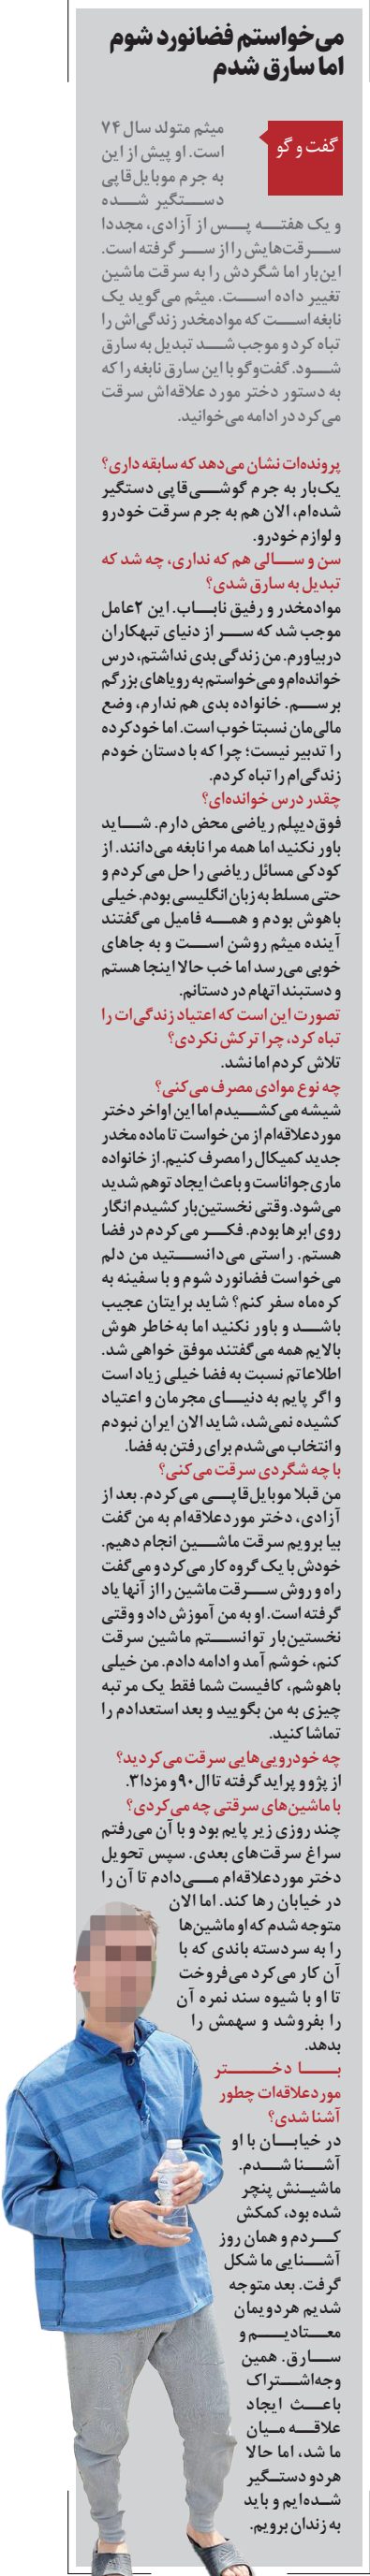 می‌خواستم فضانورد شوم
اما سارق شدم
گفت و گو
میثم متولد سال ۷۴
است. او پیش از این
به جرم موبایل‌قاپی
دستگیر شده
و یک هفته پس از آزادی، مجددا
سرقت‌هایش را از سر گرفته است.
این‌بار اما شگردش را به سرقت ماشین
تغییر داده است. میثم می‌گوید یک
نابغه است که موادمخدر زندگی‌اش را
تباه کرد و موجب شد تبدیل به سارق
شود. گفت‌وگو با این سارق نابغه را که
به دستور دختر مورد علاقه‌اش سرقت
می‌کرد در ادامه می‌خوانید.
پرونده‌ات نشان می‌دهد که سابقه داری؟
یک‌بار به جرم گوشی‌قاپی دستگیر
شده‌ام، الان هم به جرم سرقت خودرو
و لوازم خودرو.
سن و سالی هم که نداری، چه شد که
تبدیل به سارق شدی؟
موادمخدر و رفیق ناباب. این ۲عامل
موجب شد که سر از دنیای تبهکاران
دربیاورم. من زندگی بدی نداشتم، درس
خوانده‌ام و می‌خواستم به رویاهای بزرگم
برسم. خانواده بدی هم ندارم، وضع
مالی‌مان نسبتا خوب است. اما خودکرده
را تدبیر نیست؛ چرا که با دستان خودم
زندگی‌ام را تباه کردم.
چقدر درس خوانده‌ای؟
فوق‌دیپلم ریاضی محض دارم. شاید
باور نکنید اما همه مرا نابغه می‌دانند. از
کودکی مسائل ریاضی را حل می‌کردم و
حتی مسلط به زبان انگلیسی بودم. خیلی
باهوش بودم و همه فامیل می‌گفتند
آینده میثم روشن است و به جاهای
خوبی می‌رسد اما خب حالا اینجا هستم
و دستبند اتهام در دستانم.
تصورت این است که اعتیاد زندگی‌ات را
تباه کرد، چرا ترکش نکردی؟
تلاش کردم اما نشد.
چه نوع موادی مصرف می‌کنی؟
شیشه می‌کشیدم اما این اواخر دختر
موردعلاقه‌ام از من خواست تا ماده مخدر
جدید کمیکال را مصرف کنیم. از خانواده
ماری‌جواناست و باعث ایجاد توهم شدید
می‌شود. وقتی نخستین‌بار کشیدم انگار
روی ابرها بودم. فکر می‌کردم در فضا
هستم. راستی می‌دانستید من دلم
می‌خواست فضانورد شوم و با سفینه به
کره‌ماه سفر کنم؟ شاید برایتان عجیب
باشد و باور نکنید اما به‌خاطر هوش
بالایم همه می‌گفتند موفق خواهی شد.
اطلاعاتم نسبت به فضا خیلی زیاد است
و اگر پایم به دنیای مجرمان و اعتیاد
کشیده نمی‌شد، شاید الان ایران نبودم
و انتخاب می‌شدم برای رفتن به فضا.
با چه شگردی سرقت می‌کنی؟
من قبلا موبایل‌قاپی می‌کردم. بعد از
آزادی، دختر موردعلاقه‌ام به من گفت
بیا برویم سرقت ماشین انجام دهیم.
خودش با یک گروه کار می‌کرد و می‌گفت
راه و روش سرقت ماشین را از آنها یاد
گرفته است. او به من آموزش داد و وقتی
نخستین‌بار توانستم ماشین سرقت
کنم، خوشم آمد و ادامه دادم. من خیلی
باهوشم، کافیست شما فقط یک مرتبه
چیزی به من بگویید و بعد استعدادم را
تماشا کنید.
چه خودرویی‌هایی سرقت می‌کردید؟
از پژو و پراید گرفته تا ال۹۰ و مزدا۳.
با ماشین‌های سرقتی چه می‌کردی؟
چند روزی زیر پایم بود و با آن می‌رفتم
سراغ سرقت‌های بعدی. سپس تحویل
دختر موردعلاقه‌ام می‌دادم تا آن را
در خیابان رها کند. اما الان
متوجه شدم که او ماشین‌ها
را به سردسته باندی که با
آن کار می‌کرد می‌فروخت
تا او با شیوه سند نمره آن
را بفروشد و سهمش را
بدهد.
با دختر
موردعلاقه‌ات چطور
آشنا شدی؟
در خیابان با او
آشنا شدم.
ماشینش پنچر
شده بود، کمکش
کردم و همان روز
آشنایی ما شکل
گرفت. بعد متوجه
شدیم هردویمان
معتادیم و
سارق. همین
وجه‌اشتراک
باعث ایجاد
علاقه میان
ما شد، اما حالا
هر دو دستگیر
شده‌ایم و باید
به زندان برویم.